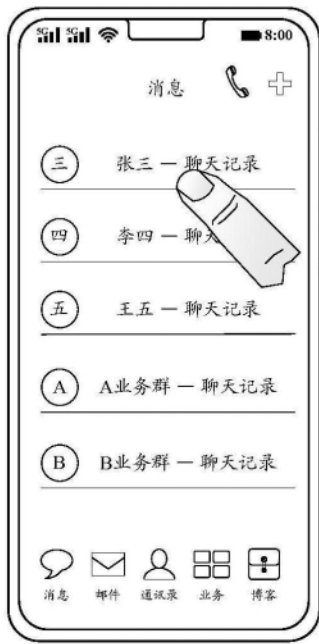 5G 5G 8:00
消息
三 张三 — 聊天记录
四 李四 — 聊天
五 王五 — 聊天记录
A A业务群 — 聊天记录
B B业务群 — 聊天记录
消息 邮件 通讯录 业务 博客